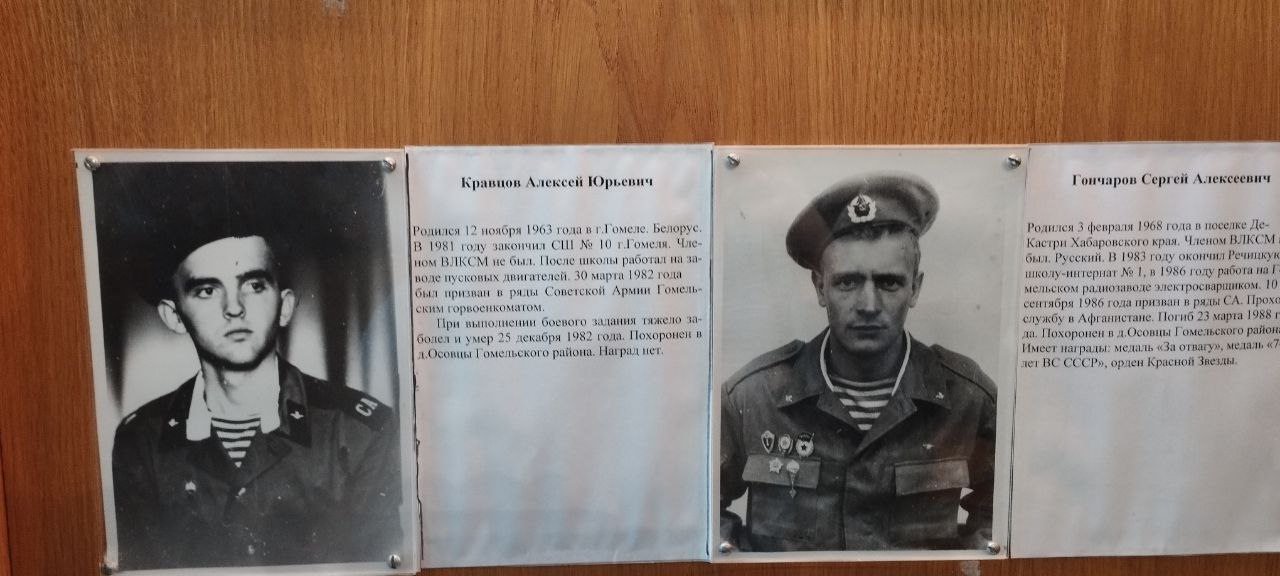 Кравцов Алексей Юрьевич
Родился 12 ноября 1963 года в г.Гомеле. Белорус.
В 1981 году закончил СШ № 10 г.Гомеля. Чле-
ном ВЛКСМ не был. После школы работал на за-
воде пусковых двигателей. 30 марта 1982 года
был призван в ряды Советской Армии Гомель-
ским горвоенкоматом.
При выполнении боевого задания тяжело за-
болел и умер 25 декабря 1982 года. Похоронен в
д.Осовцы Гомельского района. Наград нет.
СА
Гончаров Сергей Алексеевич
Родился 3 февраля 1968 года в поселке Де-
Кастри Хабаровского края. Членом ВЛКСМ
был. Русский. В 1983 году окончил Речицкую
школу-интернат № 1, в 1986 году работа на Г
мельском радиозаводе электросварщиком. 10
сентября 1986 года призван в ряды СА. Прохо
службу в Афганистане. Погиб 23 марта 1988 г
да. Похоронен в д.Осовцы Гомельского района
Имеет награды: медаль «За отвагу», медаль «7
лет ВС СССР», орден Красной Звезды.